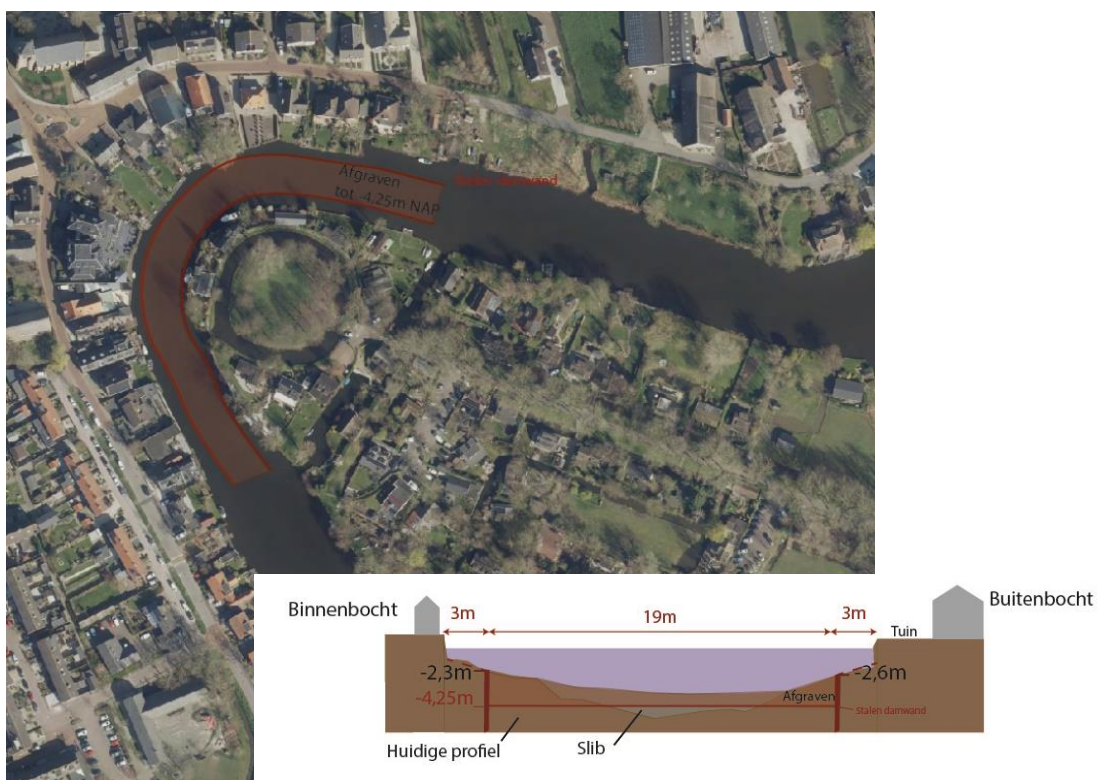 Afgraven
tot -4,25m NAP
Stalen damwand
Binnenbocht
3m
19m
3m
Tuin
Buitenbocht
-2,3m
-2,6m
-4,25m
Afgraven
Stalen damwand
Huidige profiel
Slib